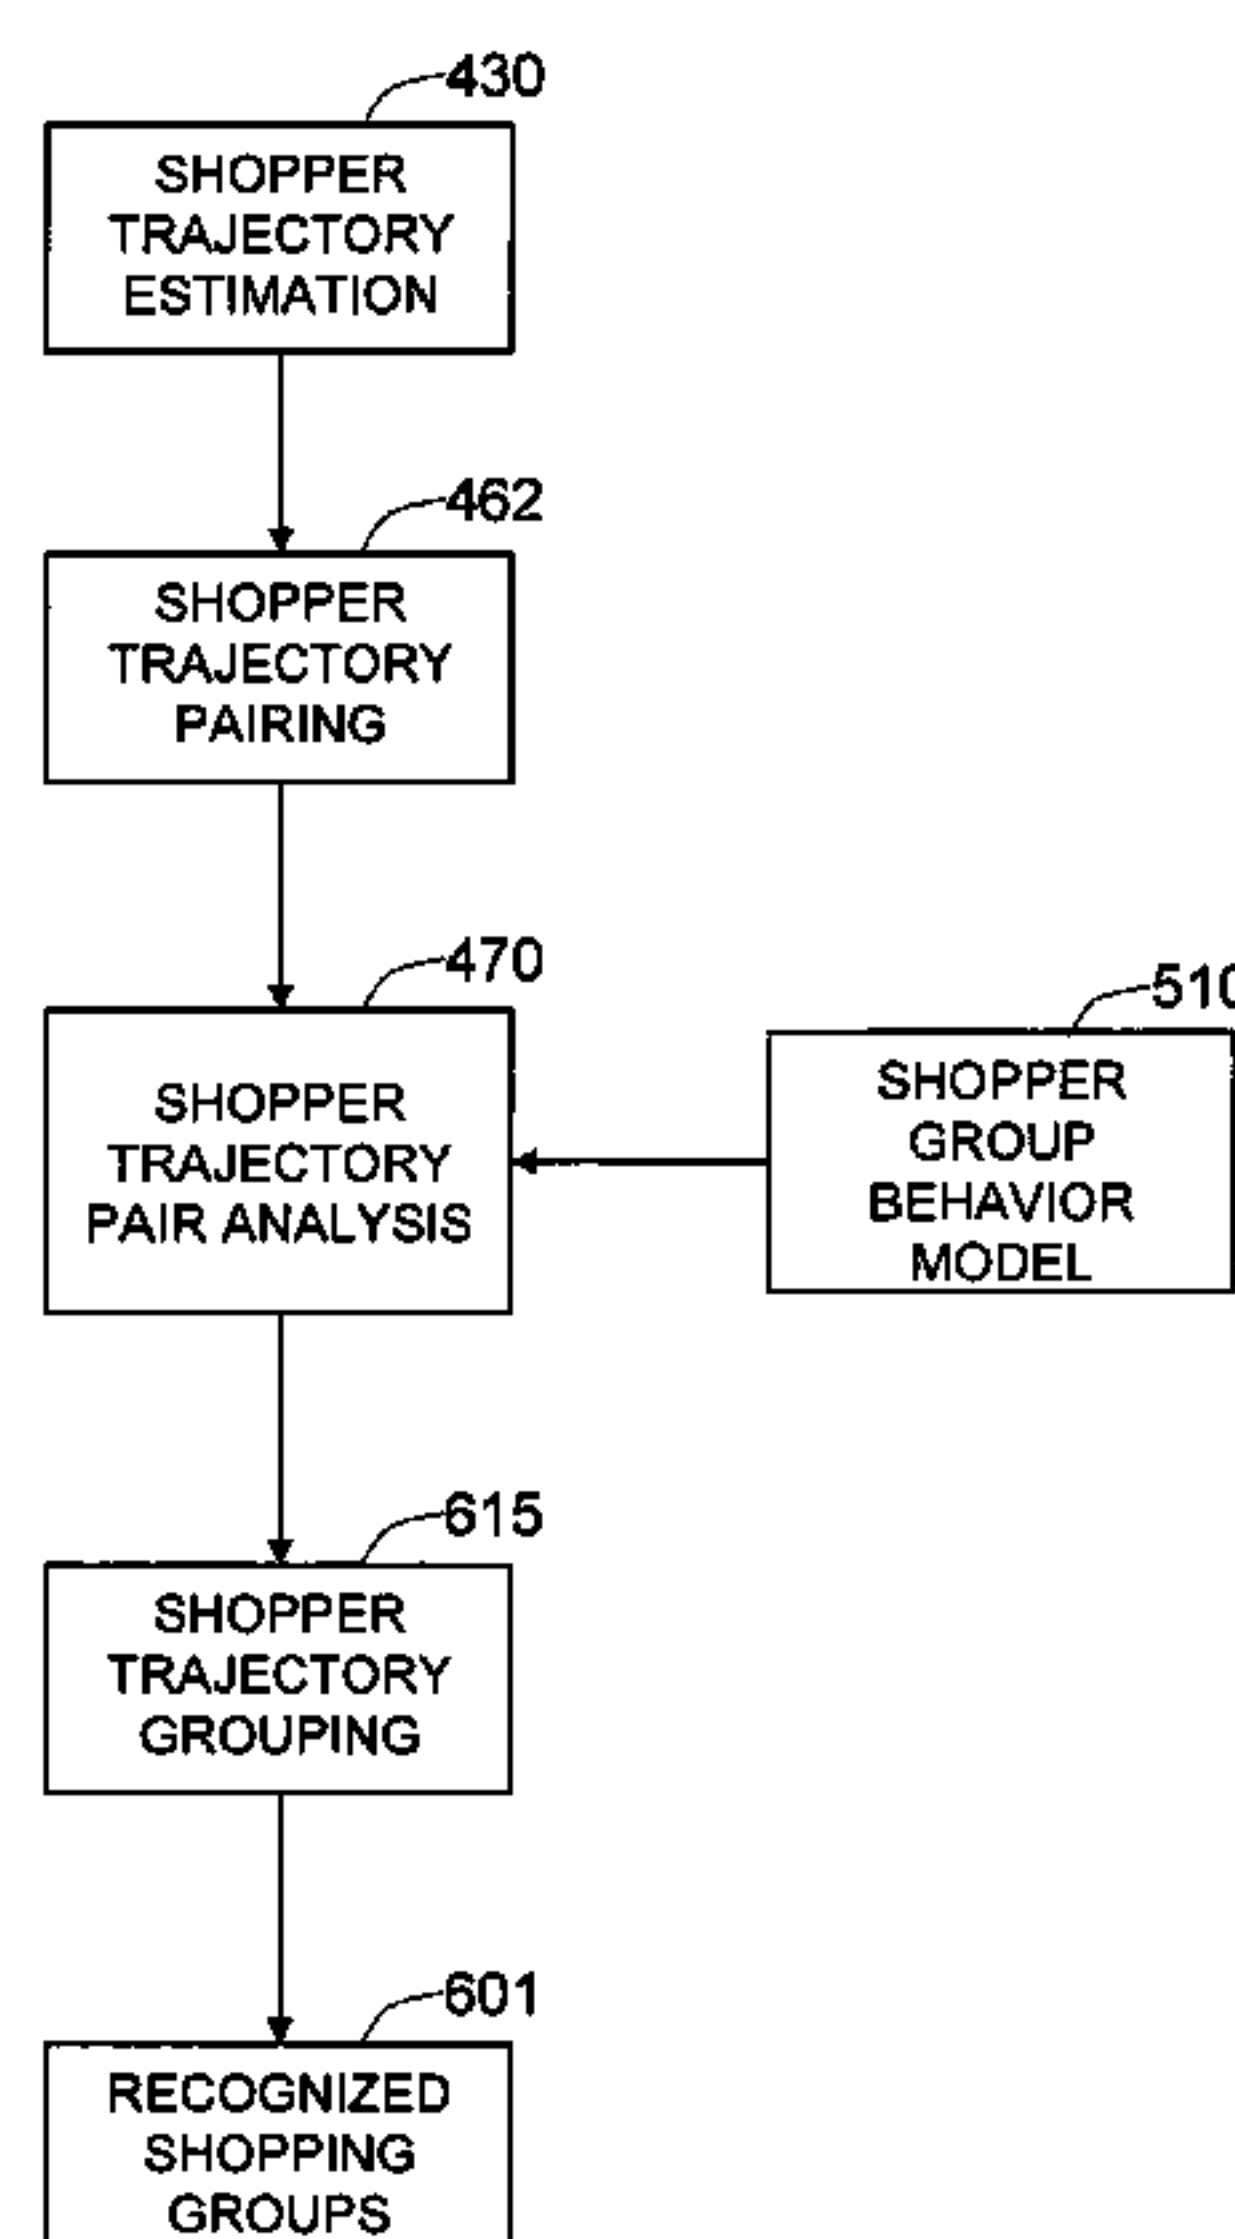 430
SHOPPER
TRAJECTORY
ESTIMATION
462
SHOPPER
TRAJECTORY
PAIRING
470
SHOPPER
TRAJECTORY
PAIR ANALYSIS
510
SHOPPER
GROUP
BEHAVIOR
MODEL
615
SHOPPER
TRAJECTORY
GROUPING
601
RECOGNIZED
SHOPPING
GROUPS